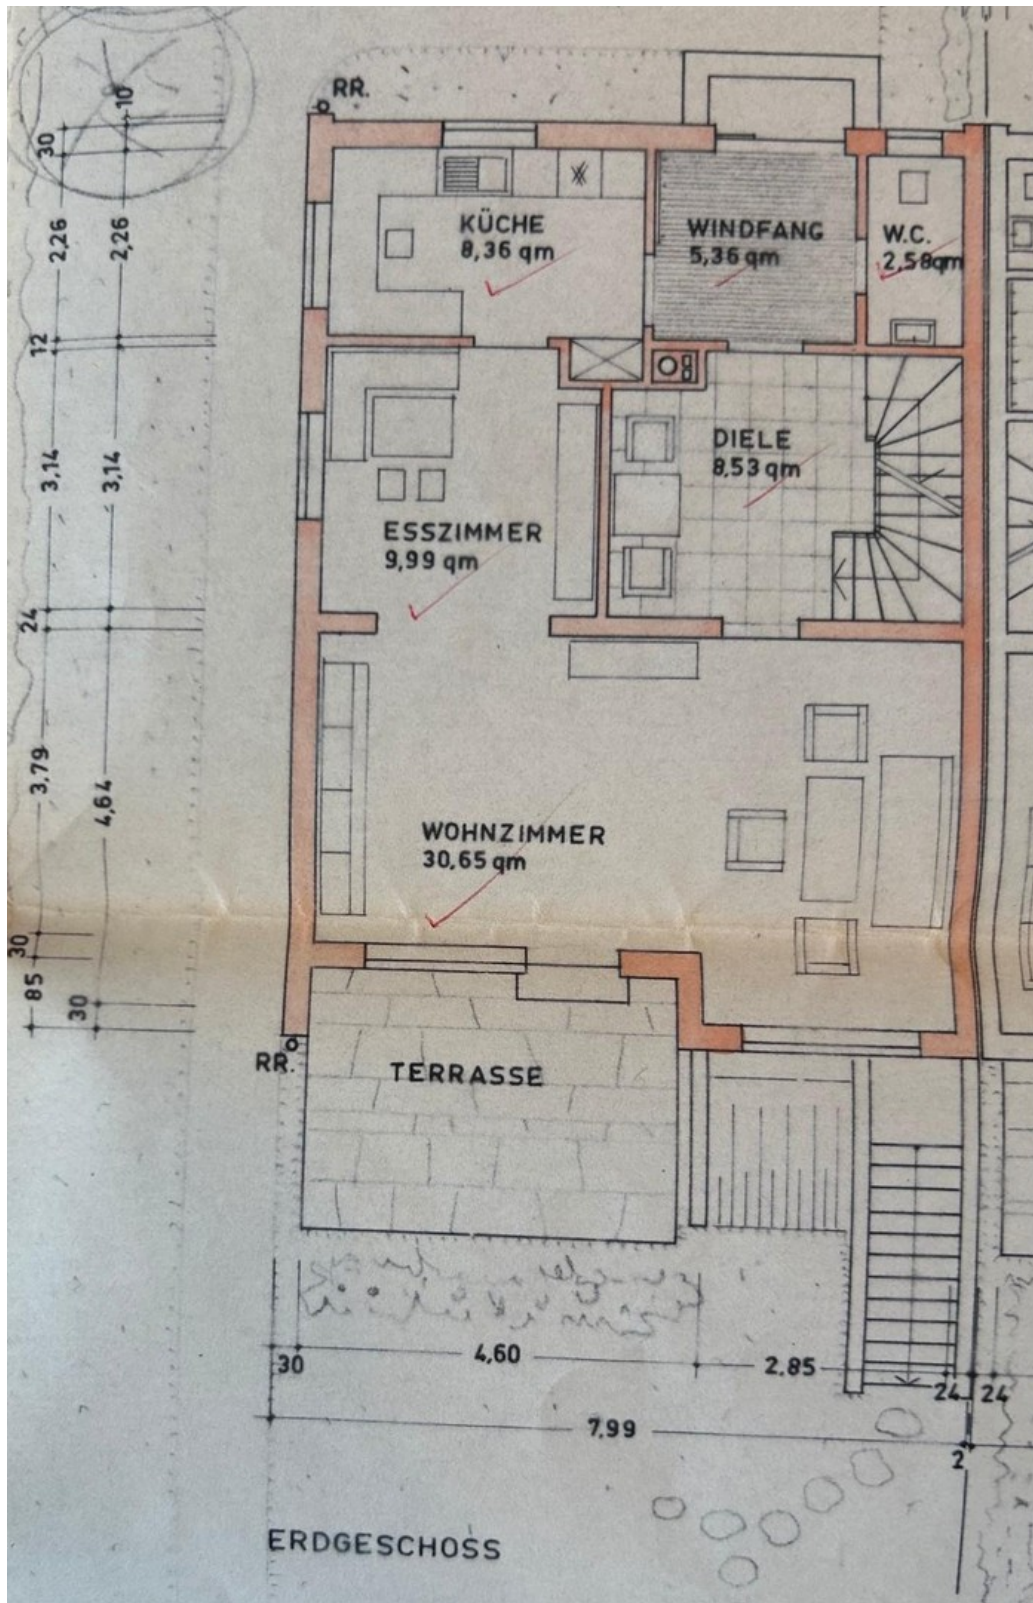 RR.
10
30
KÜCHE
8,36 qm
WINDFANG
5,36 qm
W.C.
2,58qm
2,26
2,26
12
3,14
3,14
DIELE
8,53 qm
ESSZIMMER
9,99 qm
24
3,79
4,64
WOHNZIMMER
30,65 qm
30
85
30
RR.
TERRASSE
30
4,60
2,85
24
24
7,99
2
ERDGESCHOSS